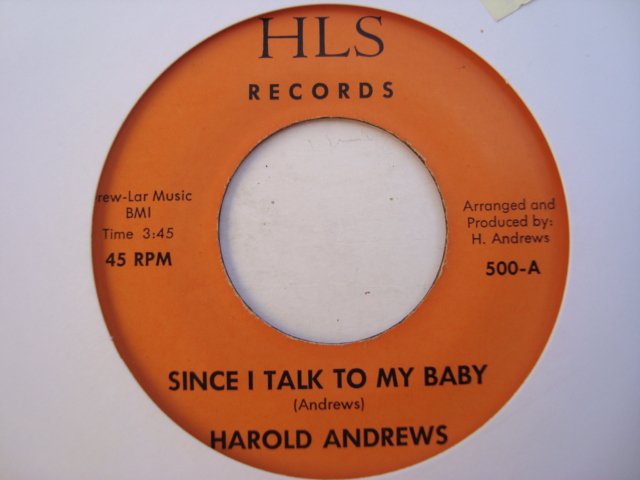 HLS
RECORDS
rew-Lar Music
BMI
Time 3:45
45 RPM
Arranged and
Produced by:
H. Andrews
500-A
SINCE I TALK TO MY BABY
(Andrews)
HAROLD ANDREWS